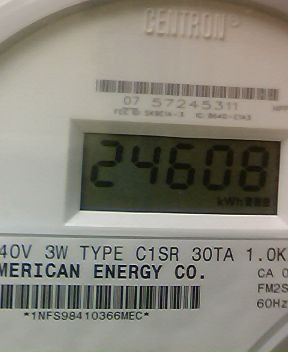 CENTRON®
07 57245311
24608
kWh
40V 3W TYPE C1SR 30TA 1.0K
MERICAN ENERGY CO.
CA 0
FM2S
60Hz
*1NFS98410366MEC*